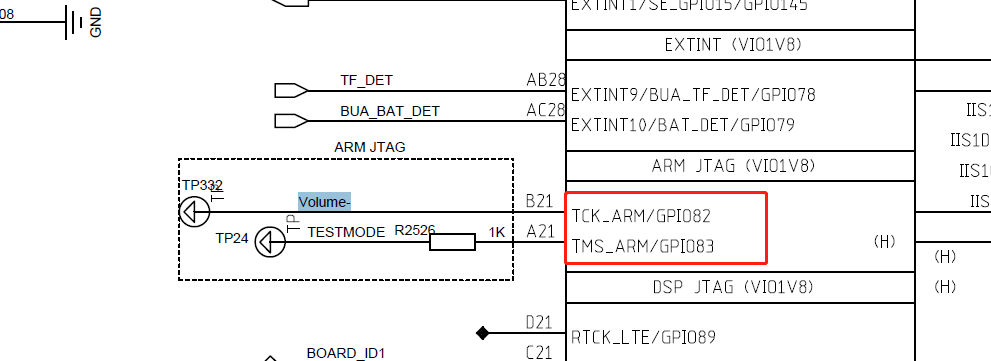 EXTINT1/SE_GPIO15/GPIO145
08
GND
EXTINT (VIO1V8)
TF_DET
AB28
EXTINT9/BUA_TF_DET/GPIO78
BUA_BAT_DET
AC28
EXTINT10/BAT_DET/GPIO79
IIS1
IIS1D
ARM JTAG
ARM JTAG (VIO1V8)
IIS1
TP332
TP
Volume-
B21
TCK_ARM/GPIO82
IIS
TP24
TP
TESTMODE
R2526
1K
A21
TMS_ARM/GPIO83
(H)
(H)
DSP JTAG (VIO1V8)
(H)
D21
RTCK_LTE/GPIO89
BOARD_ID1
C21